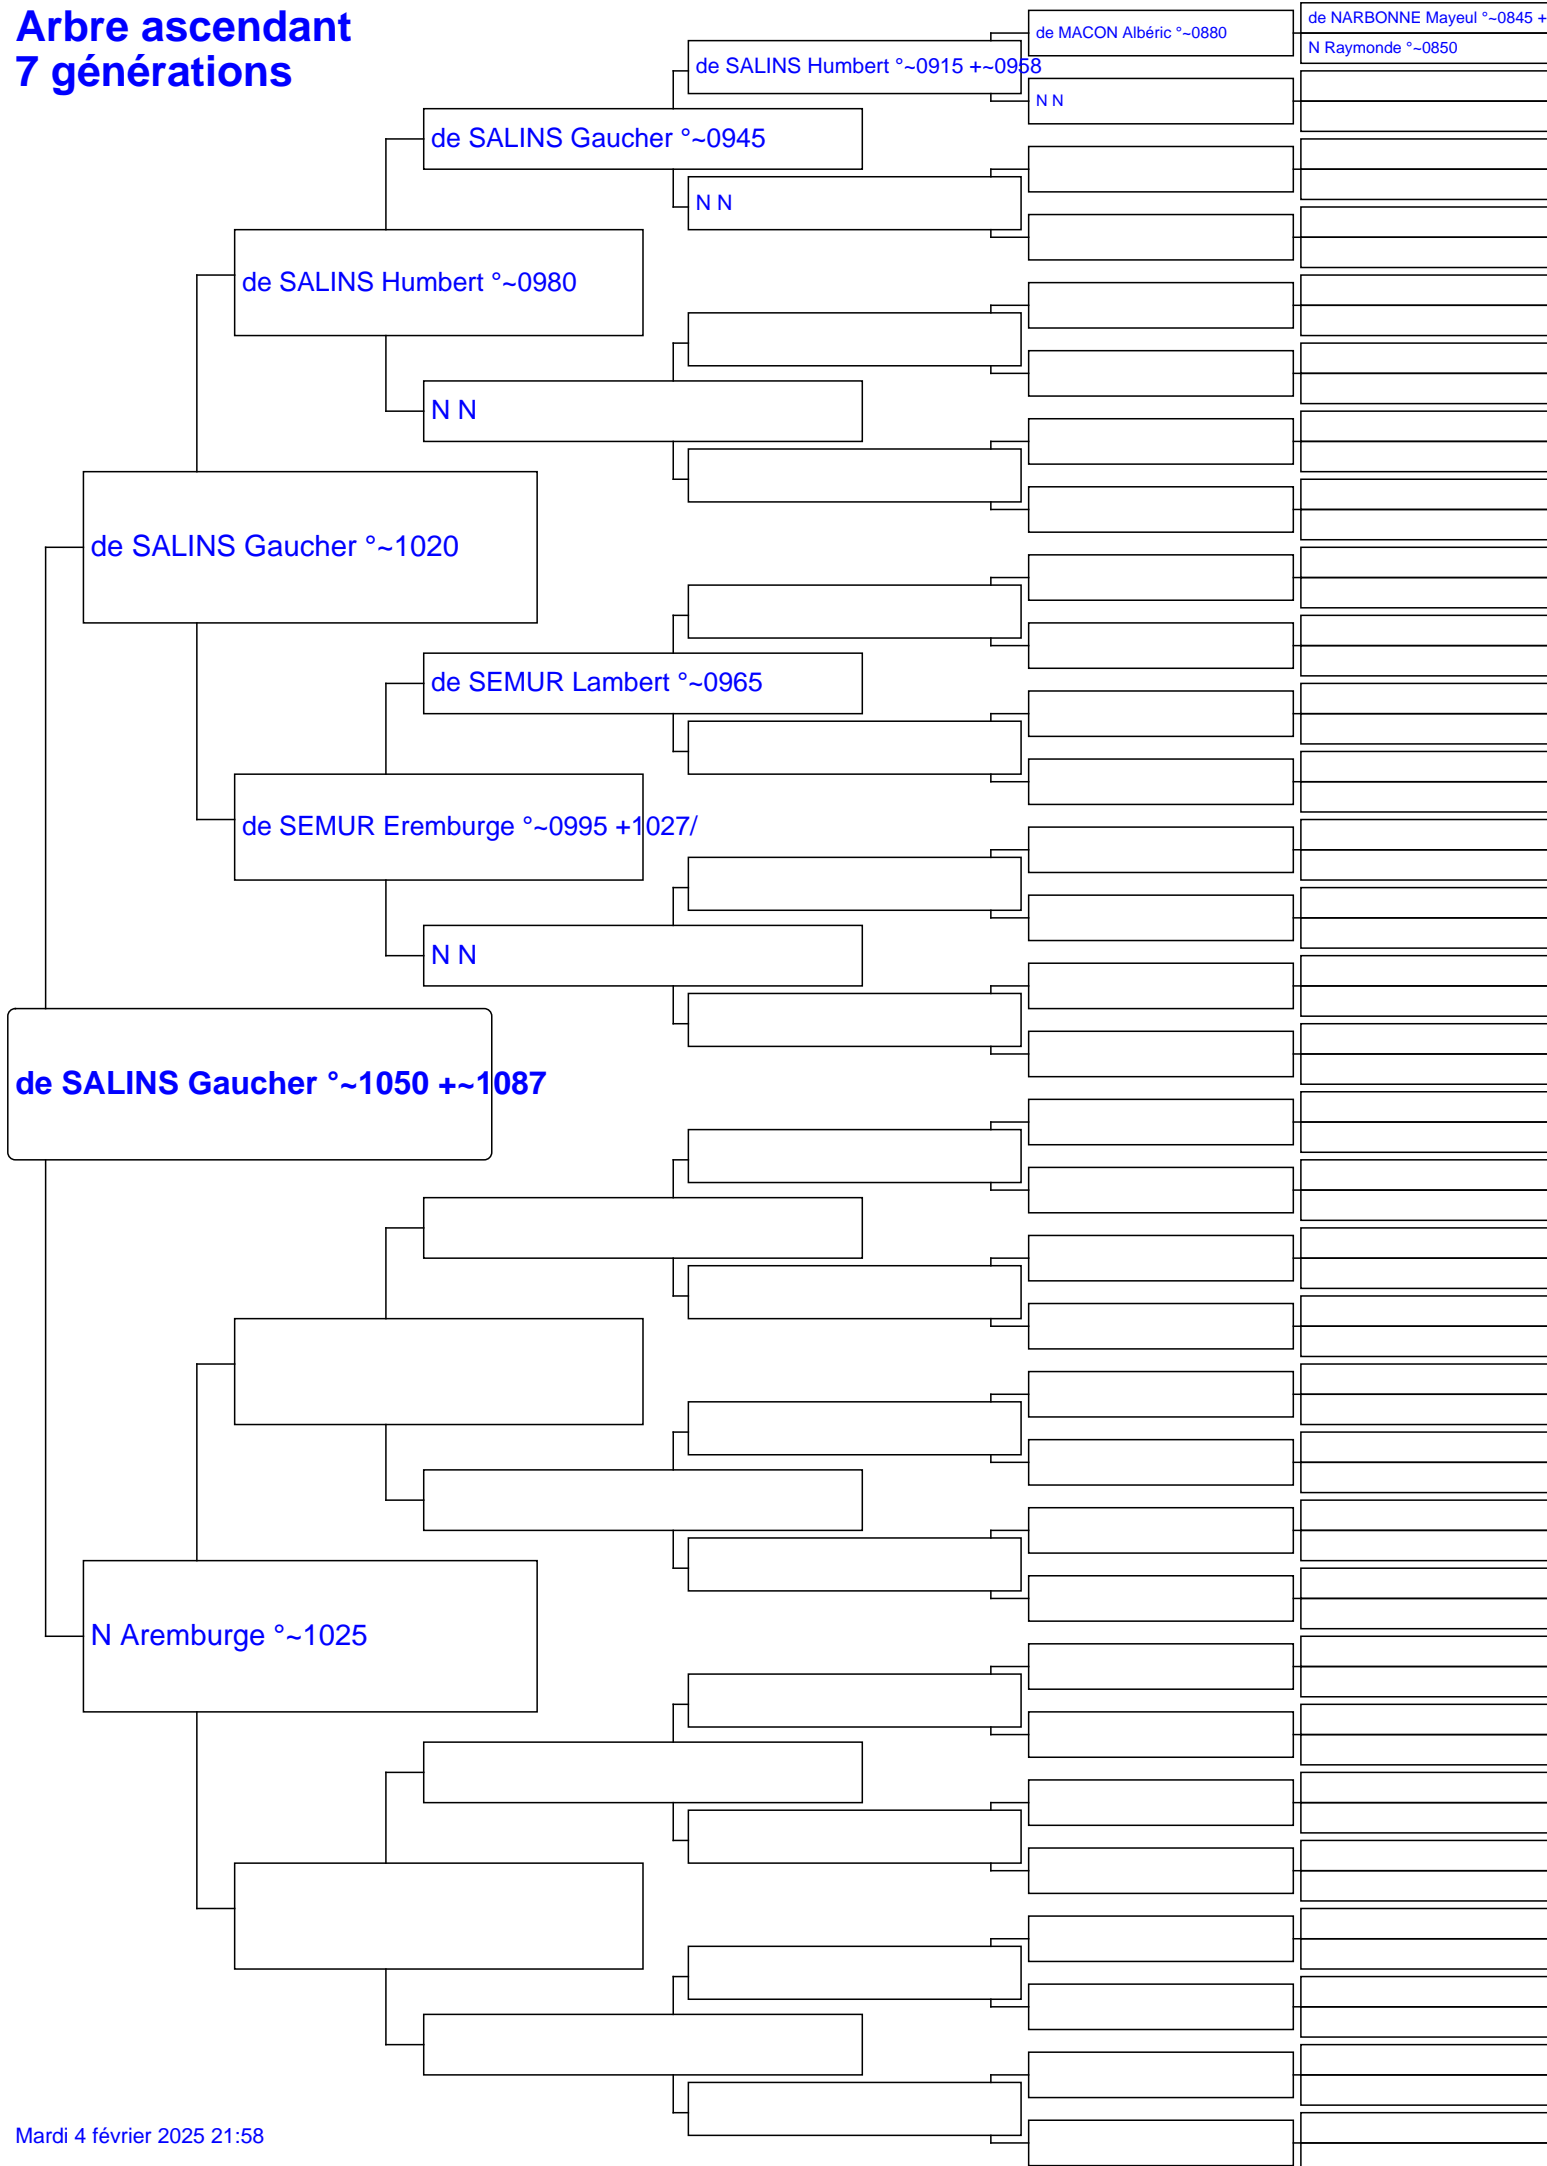 Arbre ascendant
7 générations
de NARBONNE Mayeul °~0845 +
de MACON Albéric °~0880
N Raymonde °~0850
de SALINS Humbert °~0915 +~0958
N N
de SALINS Gaucher °~0945
N N
de SALINS Humbert °~0980
N N
de SALINS Gaucher °~1020
de SEMUR Lambert °~0965
de SEMUR Eremburge °~0995 +1027/
N N
de SALINS Gaucher °~1050 +~1087
N Aremburge °~1025
Mardi 4 février 2025 21:58